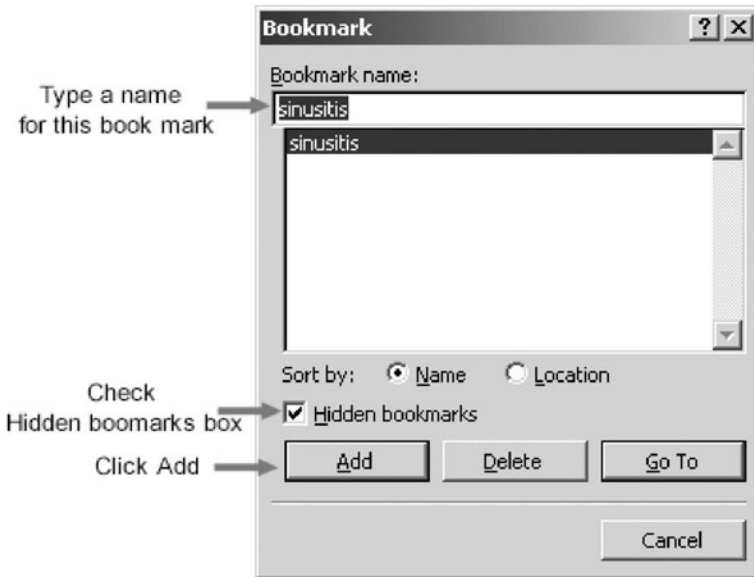 Bookmark
Bookmark name:
Type a name
for this book mark
sinusitis
sinusitis
Sort by: Name Location
Check
Hidden boomarks box
Hidden bookmarks
Click Add
Add Delete Go To
Cancel